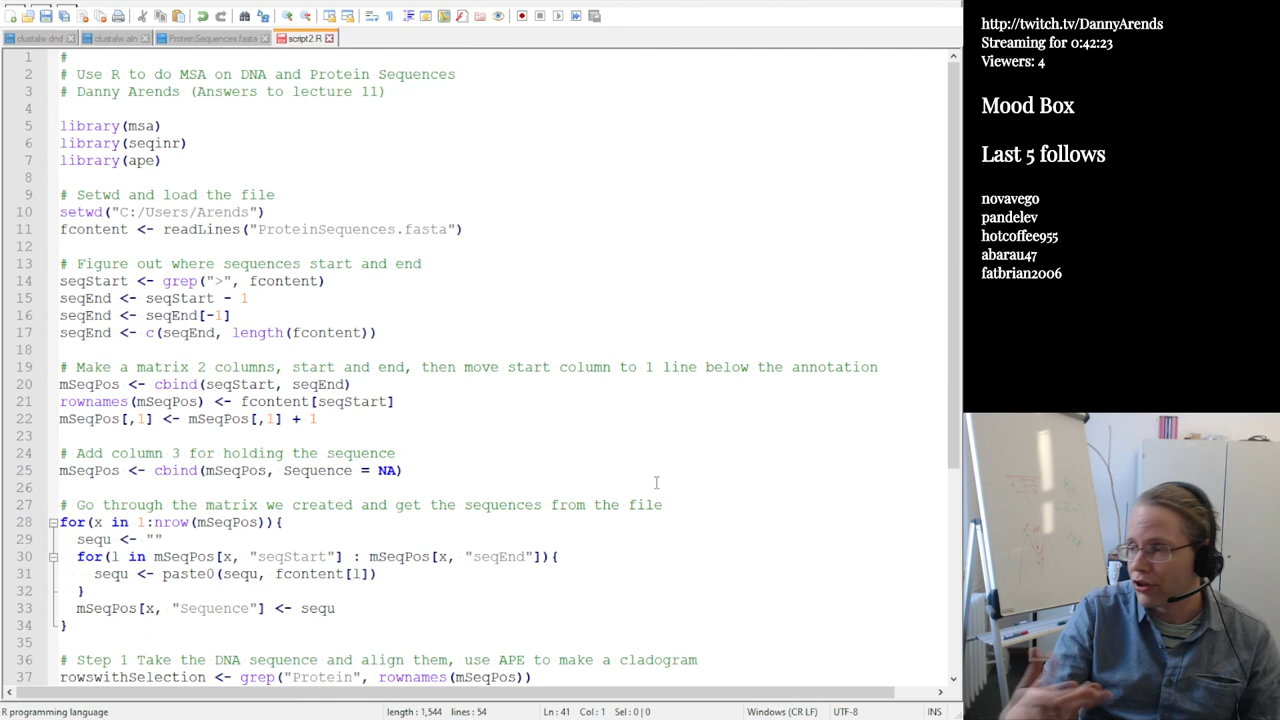 clustalw.dnd
clustalw.aln
ProteinSequences.fasta
script2.R
1 #
2 # Use R to do MSA on DNA and Protein Sequences
3 # Danny Arends (Answers to lecture 11)
4
5 library(msa)
6 library(seqinr)
7 library(ape)
8
9 # Setwd and load the file
10 setwd("C:/Users/Arends")
11 fcontent <- readLines("ProteinSequences.fasta")
12
13 # Figure out where sequences start and end
14 seqStart <- grep(">", fcontent)
15 seqEnd <- seqStart - 1
16 seqEnd <- seqEnd[-1]
17 seqEnd <- c(seqEnd, length(fcontent))
18
19 # Make a matrix 2 columns, start and end, then move start column to 1 line below the annotation
20 mSeqPos <- cbind(seqStart, seqEnd)
21 rownames(mSeqPos) <- fcontent[seqStart]
22 mSeqPos[,1] <- mSeqPos[,1] + 1
23
24 # Add column 3 for holding the sequence
25 mSeqPos <- cbind(mSeqPos, Sequence = NA)
26
27 # Go through the matrix we created and get the sequences from the file
28 for(x in 1:nrow(mSeqPos)){
29 sequ <- ""
30 for(l in mSeqPos[x, "seqStart"] : mSeqPos[x, "seqEnd"]){
31 sequ <- paste0(sequ, fcontent[l])
32 }
33 mSeqPos[x, "Sequence"] <- sequ
34 }
35
36 # Step 1 Take the DNA sequence and align them, use APE to make a cladogram
37 rowswithSelection <- grep("Protein", rownames(mSeqPos))
R programming language
length : 1,544 lines : 54
Ln : 41 Col : 1 Sel : 0 | 0
Windows (CR LF)
UTF-8
INS
http://twitch.tv/DannyArends
Streaming for 0:42:23
Viewers: 4
Mood Box
Last 5 follows
novavego
pandelev
hotcoffee955
abarau47
fatbrian2006